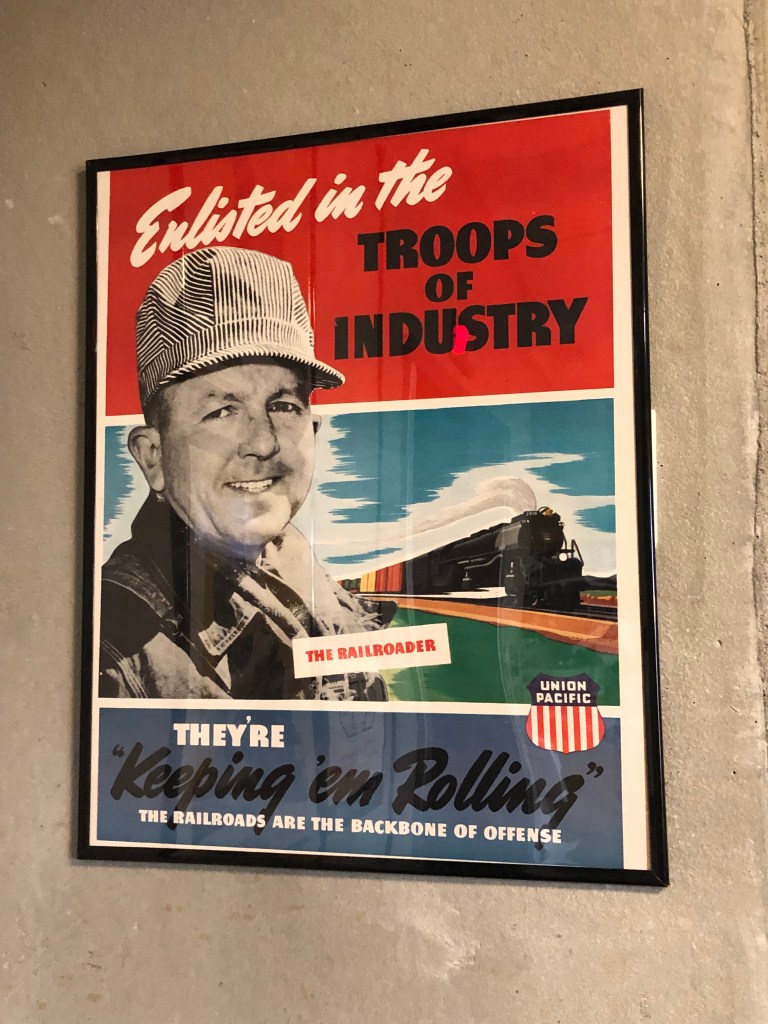 Enlisted in the
TROOPS
OF
INDUSTRY
THE RAILROADER
UNION
PACIFIC
THEY'RE
"Keeping 'em Rolling"
THE RAILROADS ARE THE BACKBONE OF OFFENSE